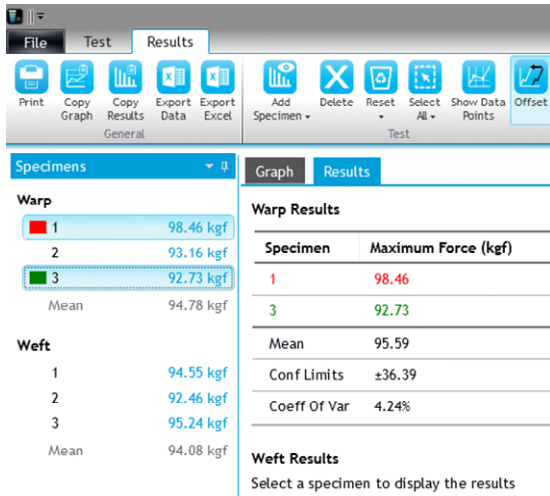 File Test Results
Print Copy Graph Copy Results Export Data Export Excel Add Specimen Delete Reset Select All Show Data Points Offset
General Test
Specimens
Warp
1 98.46 kgf
2 93.16 kgf
3 92.73 kgf
Mean 94.78 kgf
Weft
1 94.55 kgf
2 92.46 kgf
3 95.24 kgf
Mean 94.08 kgf
Graph Results
Warp Results
Specimen Maximum Force (kgf)
1 98.46
3 92.73
Mean 95.59
Conf Limits ±36.39
Coeff Of Var 4.24%
Weft Results
Select a specimen to display the results